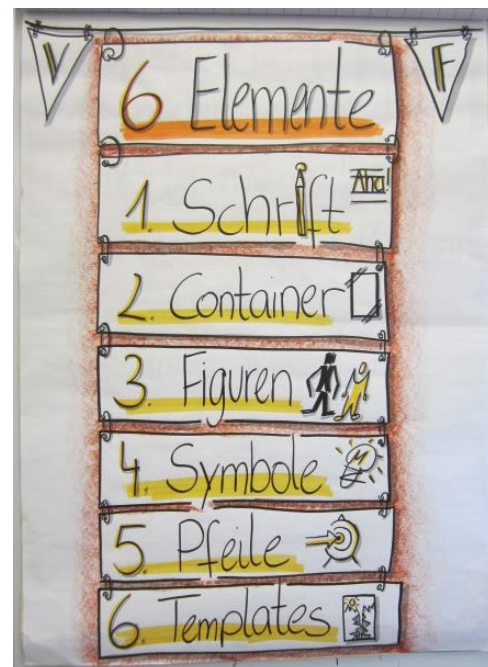 V F
6 Elemente
1. Schrift Aha!
2. Container
3. Figuren
4. Symbole
5. Pfeile
6. Templates